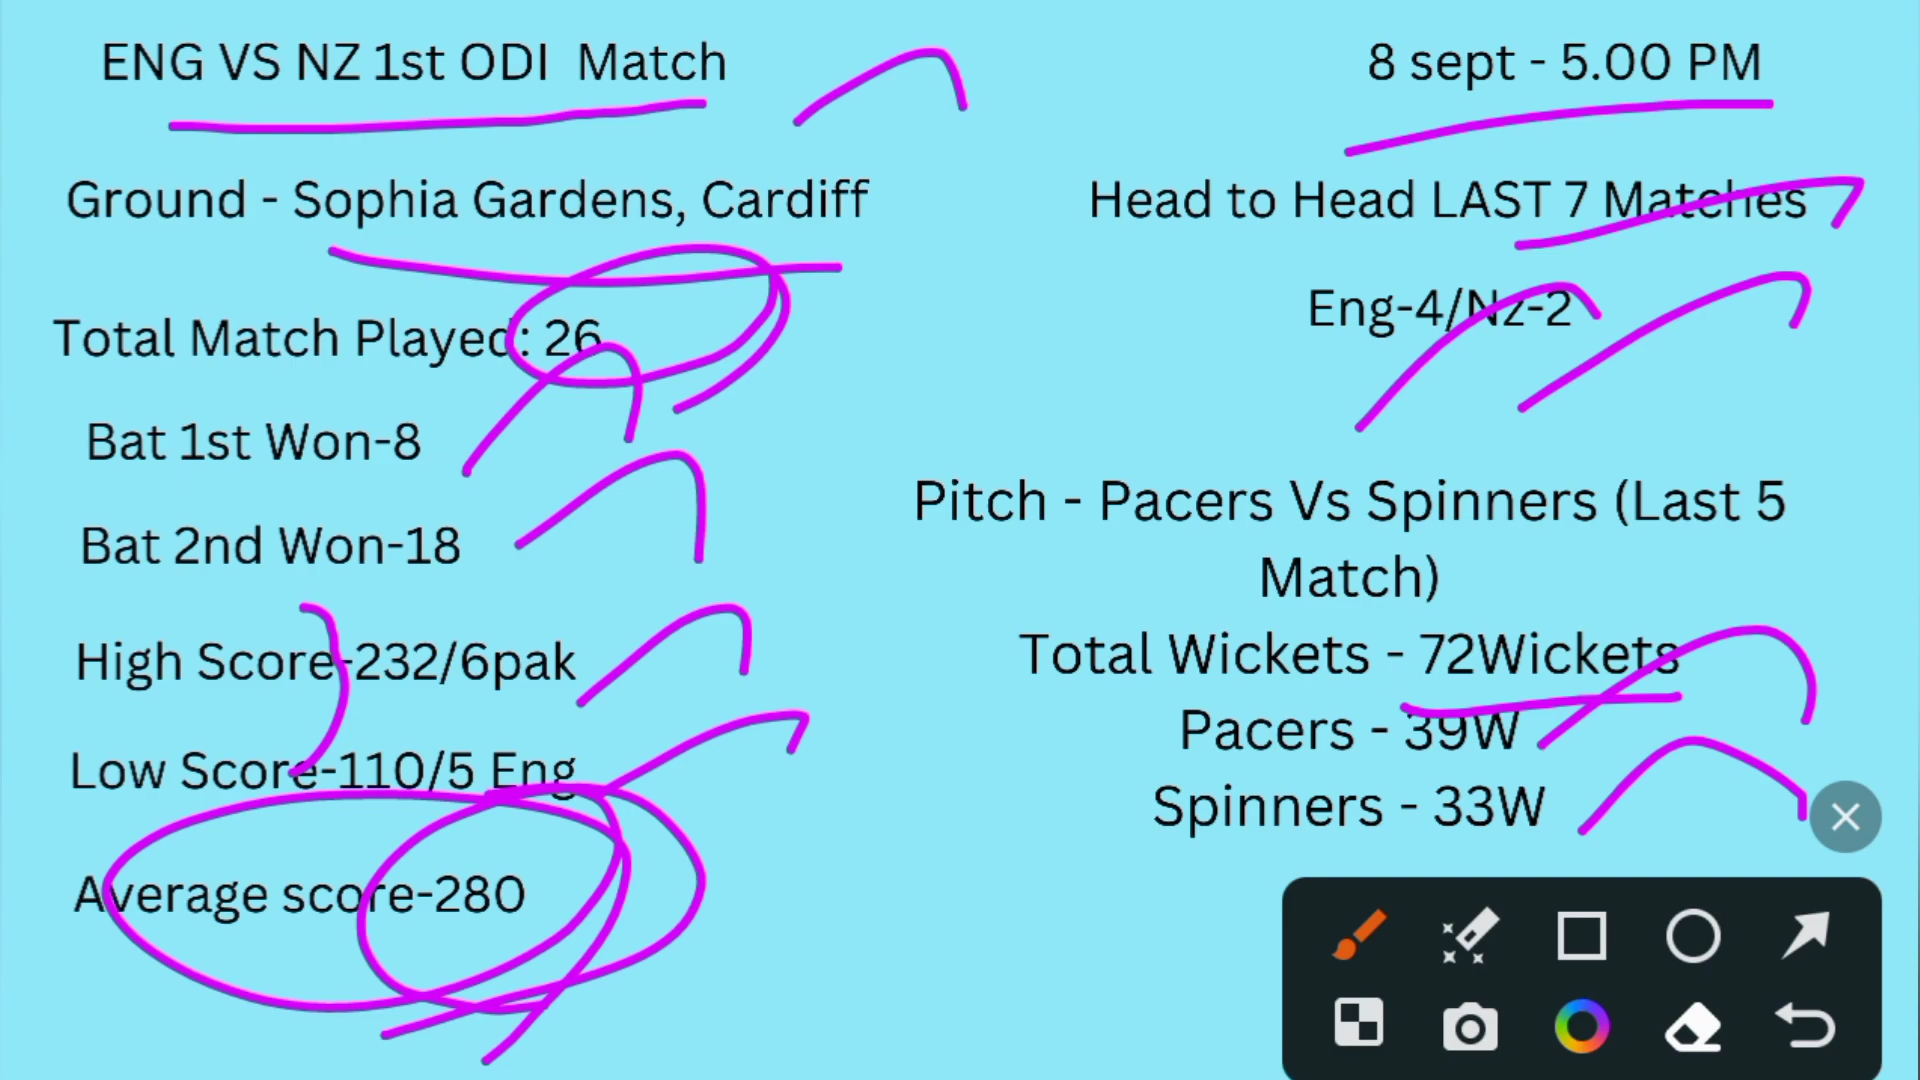 ENG VS NZ 1st ODI Match
8 sept - 5.00 PM
Ground - Sophia Gardens, Cardiff
Head to Head LAST 7 Matches
Eng-4/Nz-2
Total Match Played: 26
Bat 1st Won-8
Bat 2nd Won-18
High Score-232/6pak
Low Score-110/5 Eng
Average score-280
Pitch - Pacers Vs Spinners (Last 5
Match)
Total Wickets - 72Wickets
Pacers - 39W
Spinners - 33W